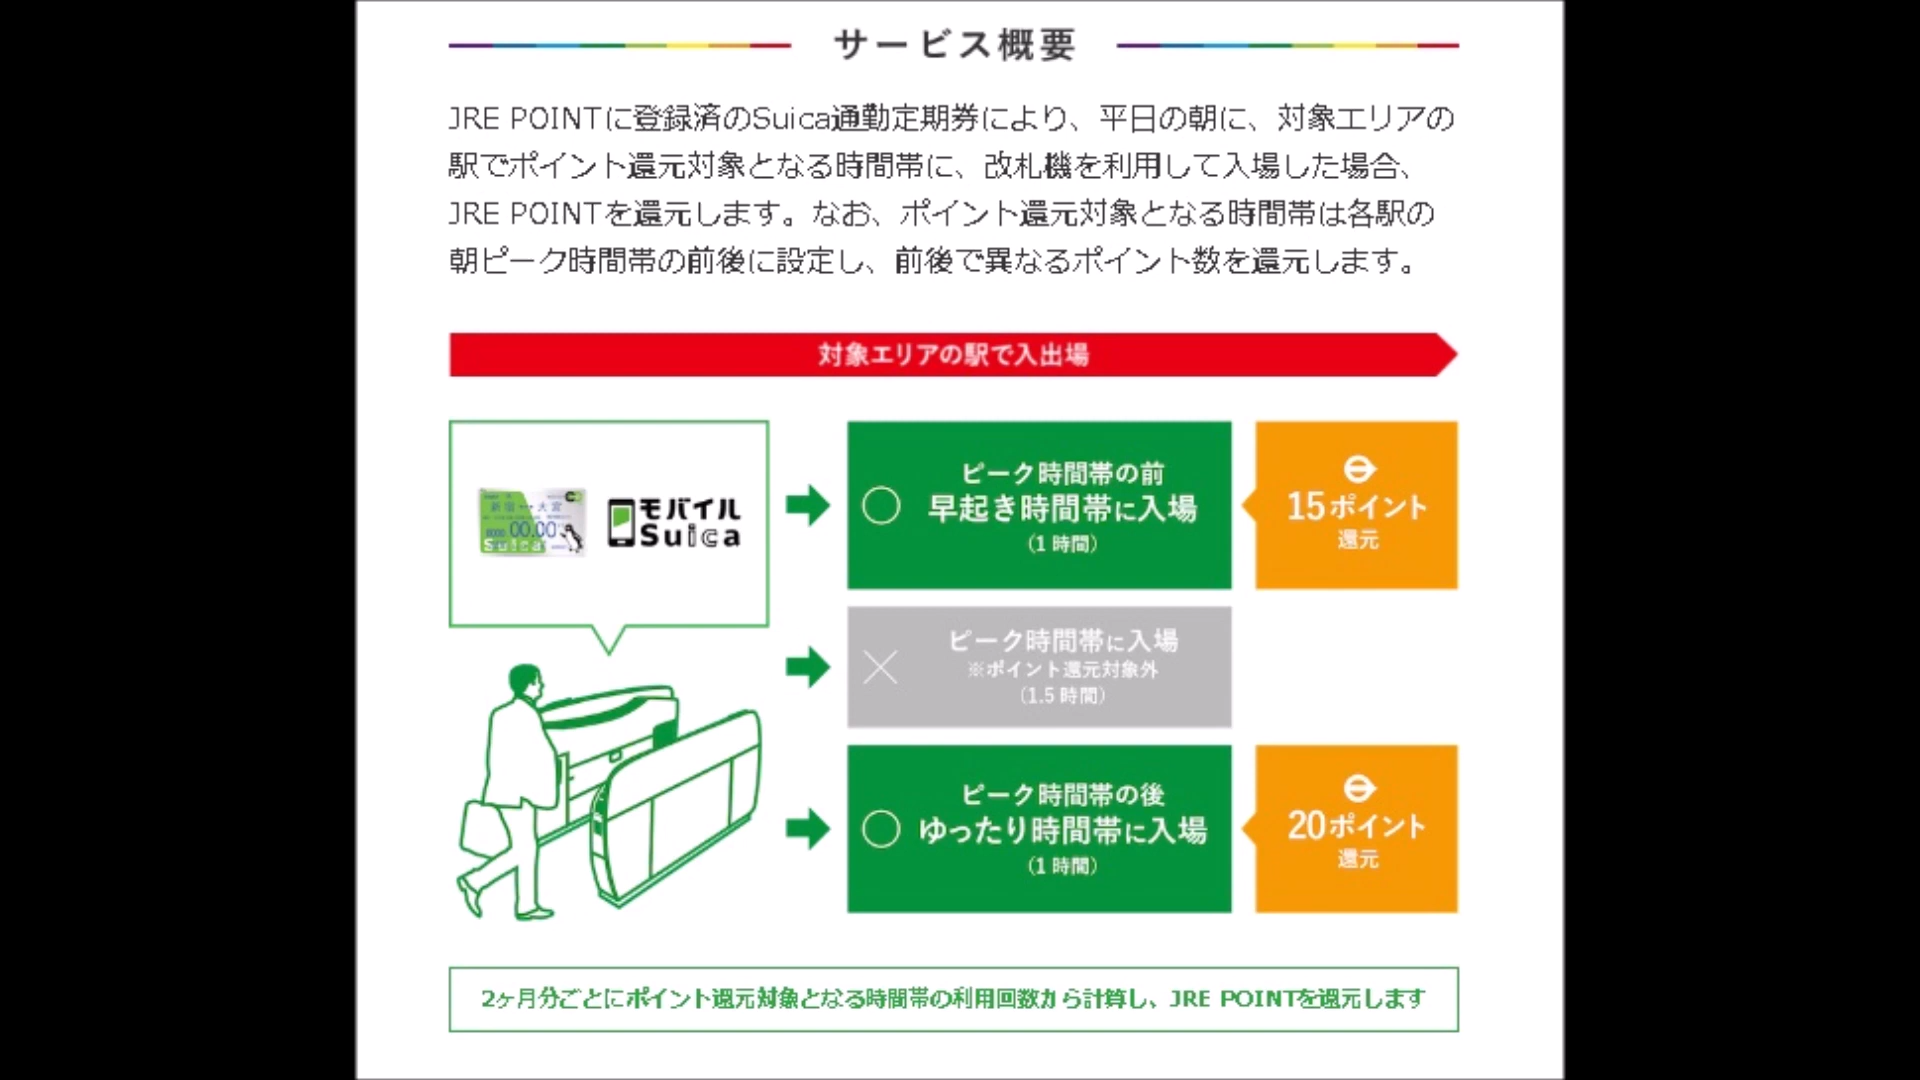 サービス概要
JRE POINTに登録済のSuica通勤定期券により、平日の朝に、対象エリアの
駅でポイント還元対象となる時間帯に、改札機を利用して入場した場合、
JRE POINTを還元します。なお、ポイント還元対象となる時間帯は各駅の
朝ピーク時間帯の前後に設定し、前後で異なるポイント数を還元します。
対象エリアの駅で入出場
新宿 ↔ 大宮
00.00
Suica
モバイル
Suica
ピーク時間帯の前
早起き時間帯に入場
(1 時間)
15ポイント
還元
ピーク時間帯に入場
※ポイント還元対象外
(1.5 時間)
ピーク時間帯の後
ゆったり時間帯に入場
(1 時間)
20ポイント
還元
2ヶ月分ごとにポイント還元対象となる時間帯の利用回数から計算し、JRE POINTを還元します